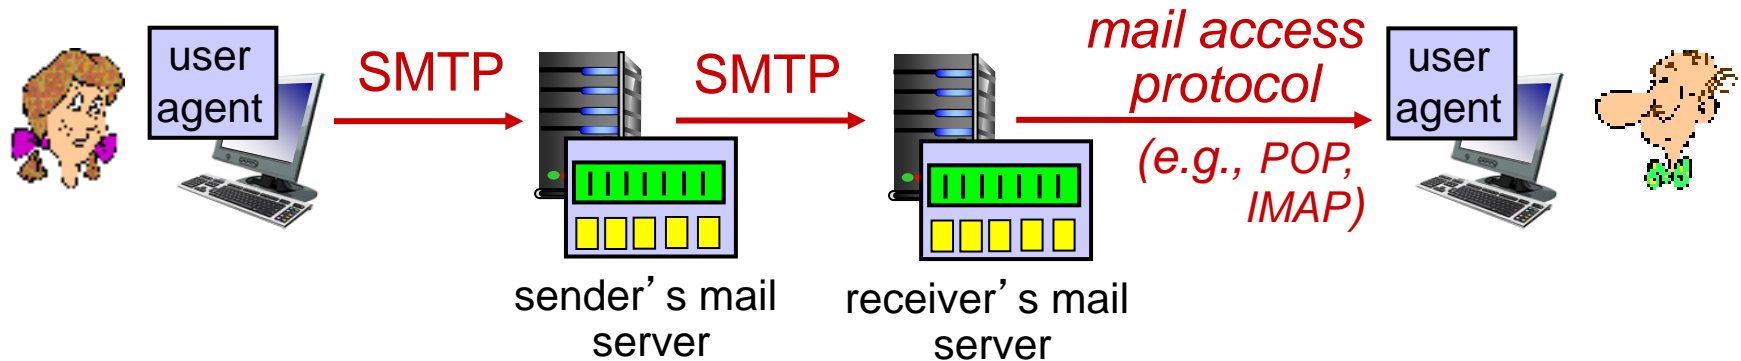 user
agent
SMTP
SMTP
mail access
protocol
(e.g., POP,
IMAP)
user
agent
sender’s mail
server
receiver’s mail
server